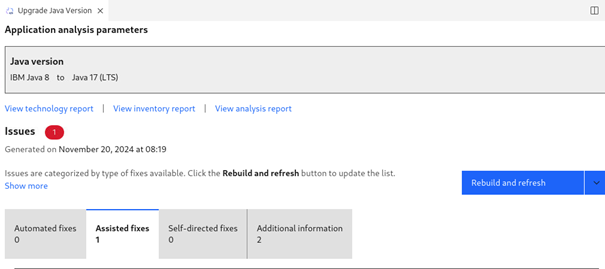 Upgrade Java Version
Application analysis parameters
Java version
IBM Java 8 to Java 17 (LTS)
View technology report | View inventory report | View analysis report
Issues 1
Generated on November 20, 2024 at 08:19
Issues are categorized by type of fixes available. Click the Rebuild and refresh button to update the list.
Show more
Rebuild and refresh
Automated fixes
0
Assisted fixes
1
Self-directed fixes
0
Additional information
2